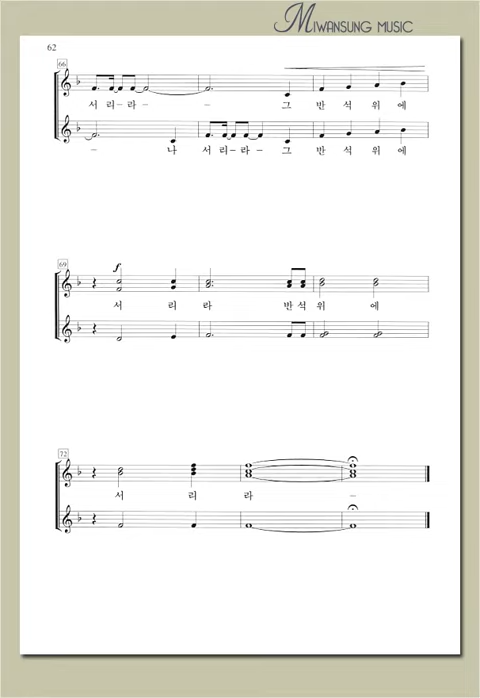 MIWANSUNG MUSIC
62
66
서 리 – 라 – – 그 반 석 위 에
– 나 서 리 – 라 – 그 반 석 위 에
69
f
서 리 라 반 석 위 에
72
서 리 라 –